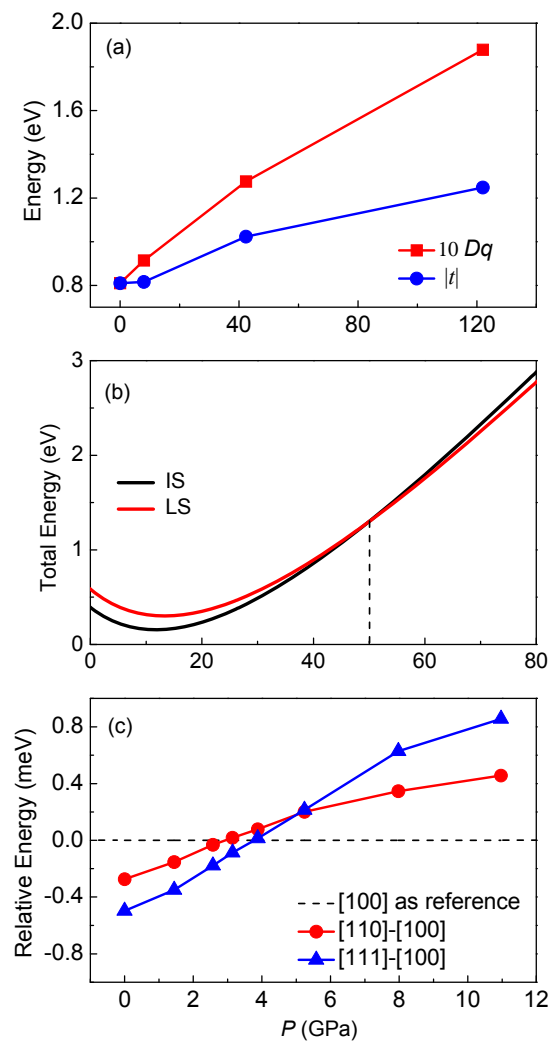 (a)
2.0
1.6
1.2
0.8
Energy (eV)
10 Dq
|t|
0 40 80 120
(b)
3
2
1
0
Total Energy (eV)
IS
LS
0 20 40 60 80
(c)
0.8
0.4
0.0
-0.4
-0.8
Relative Energy (meV)
[100] as reference
[110]-[100]
[111]-[100]
0 2 4 6 8 10 12
P (GPa)